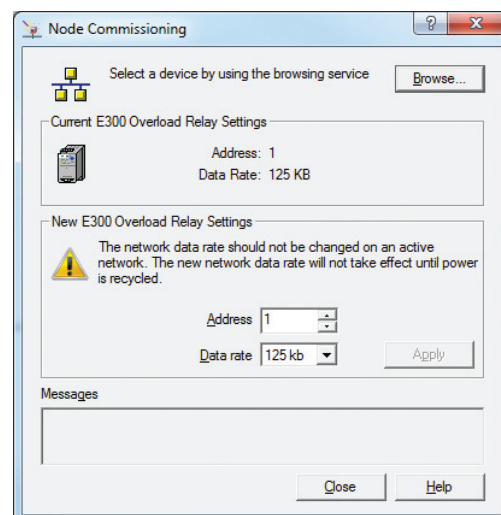 Node Commissioning
Select a device by using the browsing service
Browse...
Current E300 Overload Relay Settings
Address: 1
Data Rate: 125 KB
New E300 Overload Relay Settings
The network data rate should not be changed on an active
network. The new network data rate will not take effect until power
is recycled.
Address 1
Data rate 125 kb
Apply
Messages
Close Help